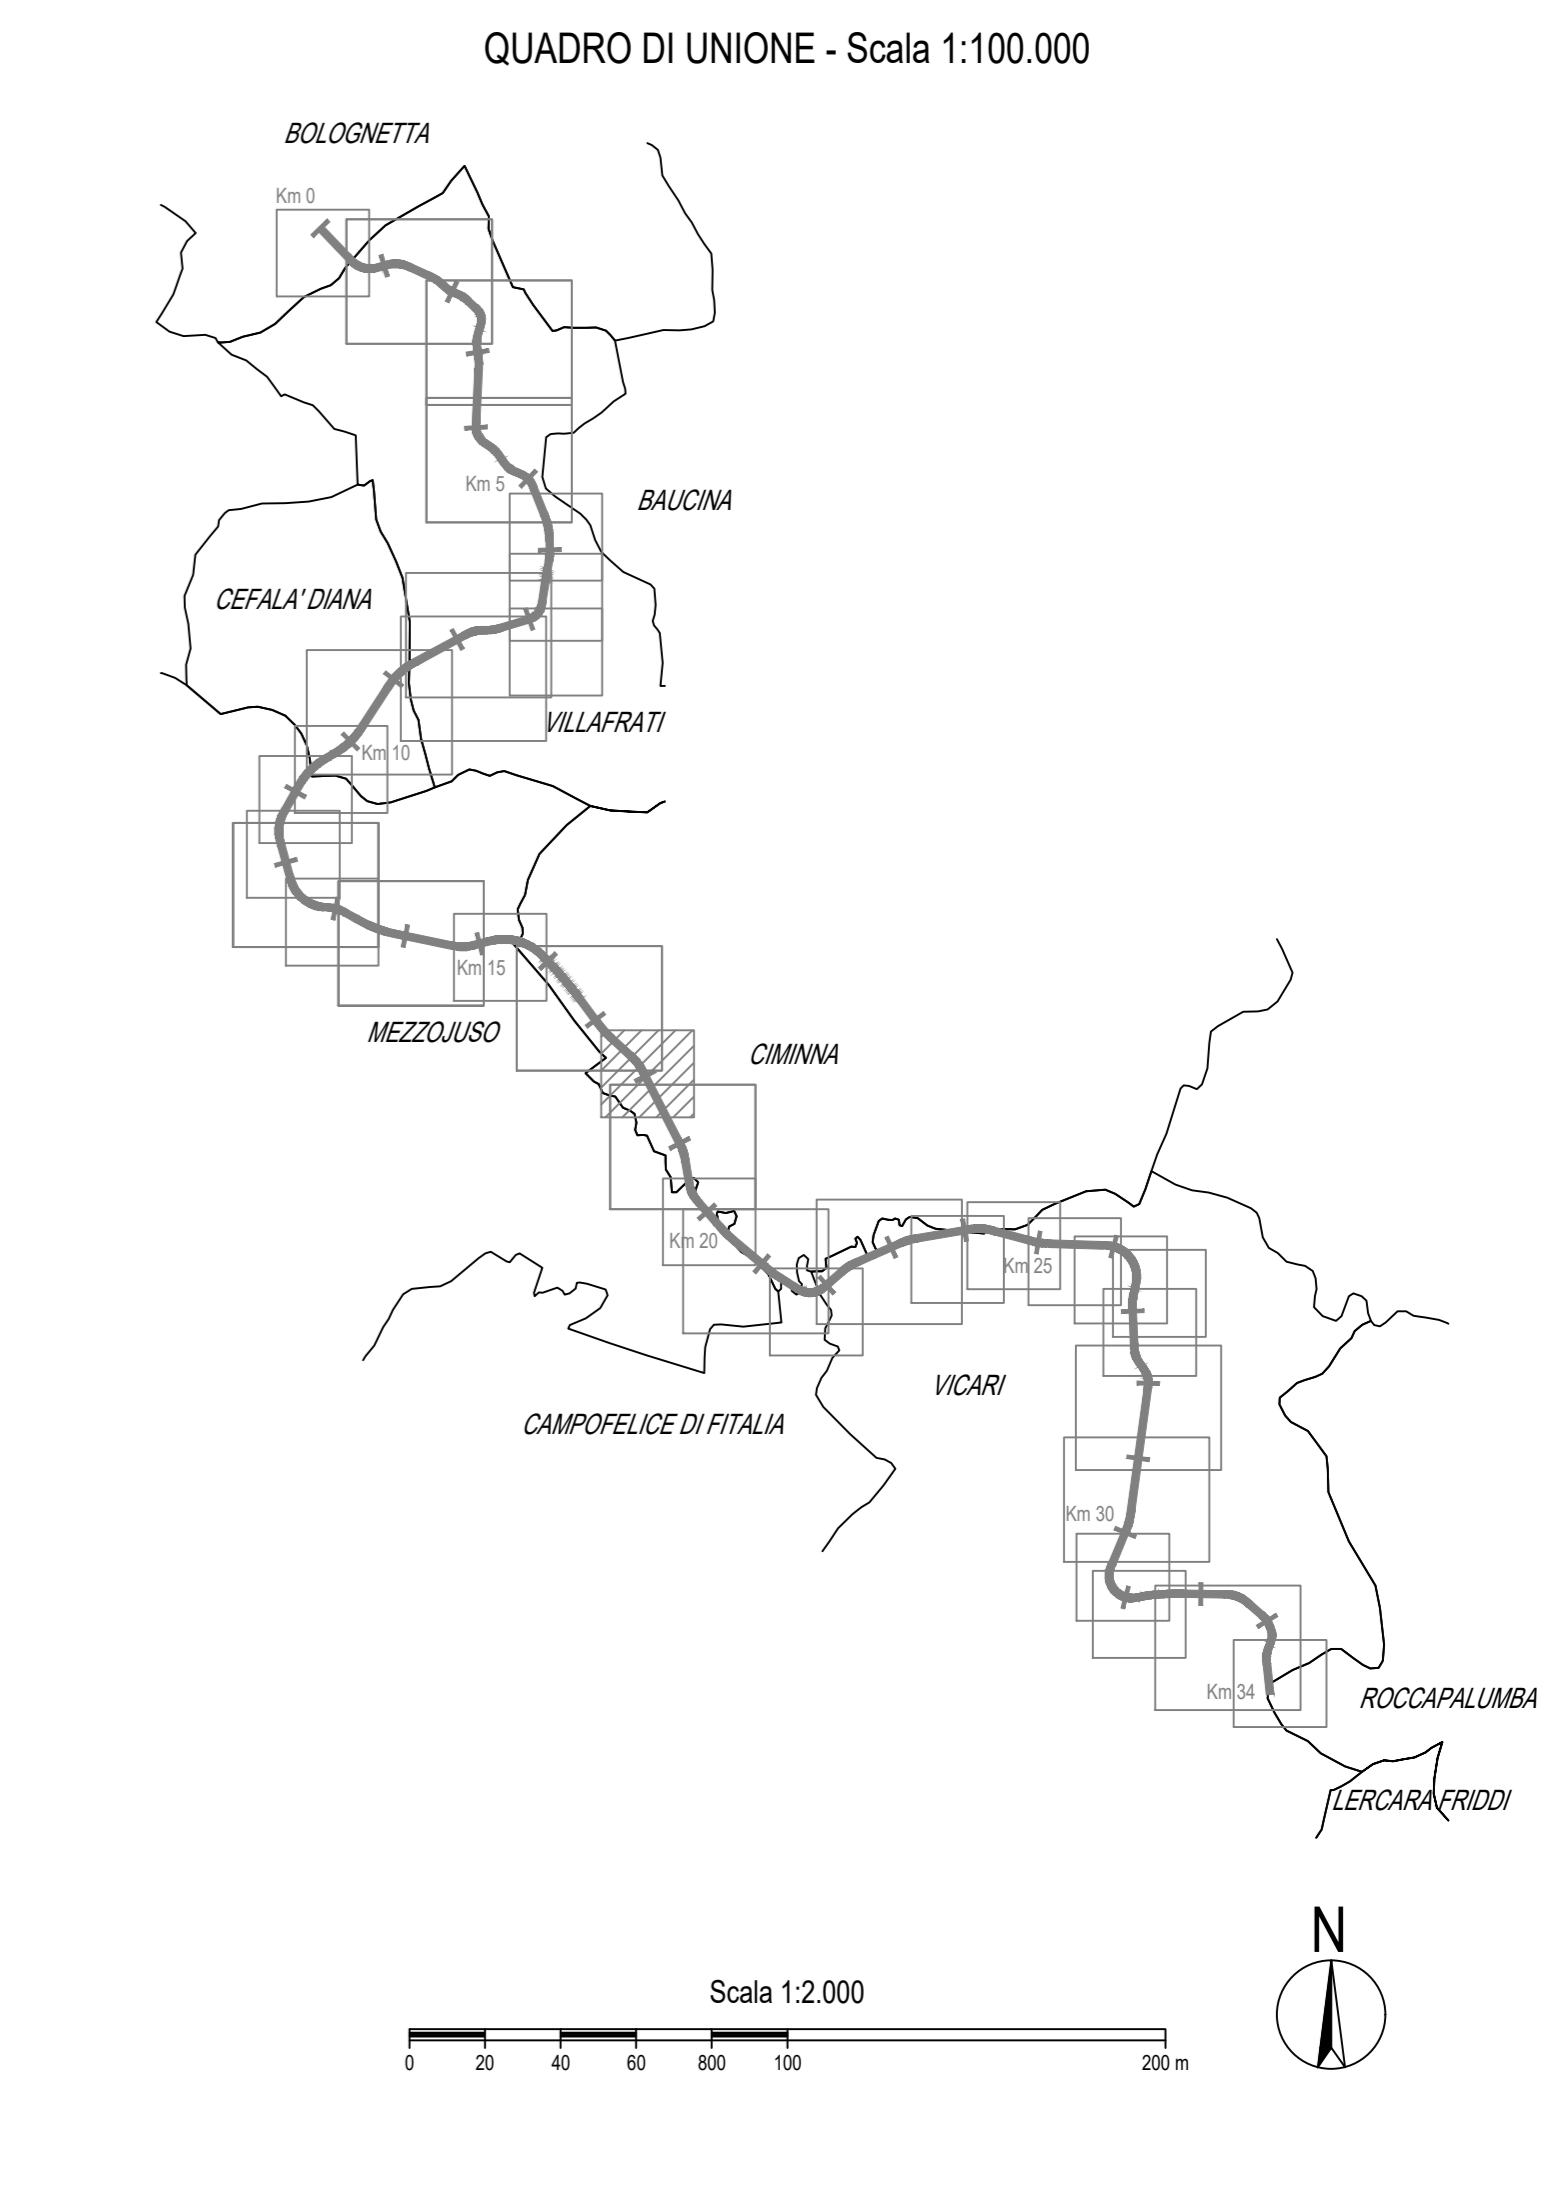 QUADRO DI UNIONE - Scala 1:100.000
BOLOGNETTA
Km 0
Km 5
BAUCINA
CEFALA' DIANA
VILLAFRATI
Km 10
Km 15
MEZZOJUSO
CIMINNA
Km 20
Km 25
VICARI
CAMPOFELICE DI FITALIA
Km 30
Km 34
ROCCAPALUMBA
LERCARA FRIDDI
N
Scala 1:2.000
0 20 40 60 800 100 200 m